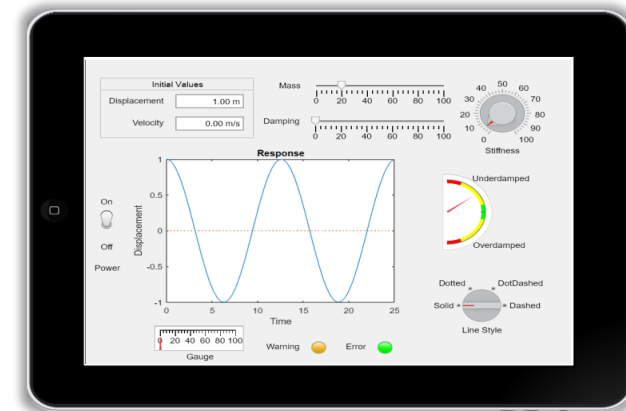 Initial Values
Displacement 1.00 m
Velocity 0.00 m/s
Mass
0 20 40 60 80 100
Damping
0 20 40 60 80 100
0 10 20 30 40 50 60 70 80 90 100
Stiffness
Response
On
Off
Power
Displacement
1
0.5
0
-0.5
-1
0 5 10 15 20 25
Time
Underdamped
Overdamped
Dotted DotDashed
Solid Dashed
Line Style
0 20 40 60 80 100
Gauge
Warning Error